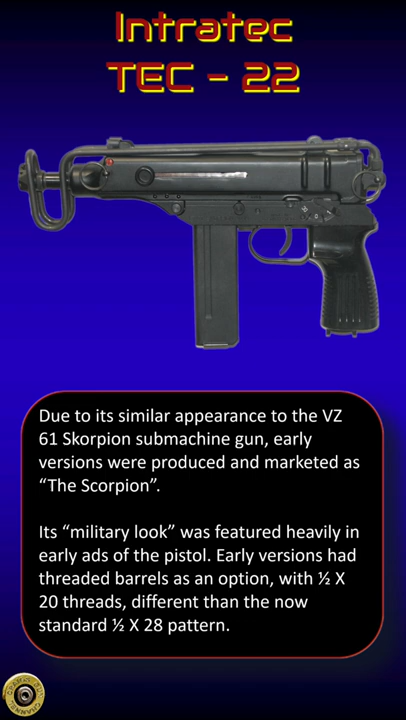 Intratec
TEC - 22
Due to its similar appearance to the VZ
61 Skorpion submachine gun, early
versions were produced and marketed as
“The Scorpion”.
Its “military look” was featured heavily in
early ads of the pistol. Early versions had
threaded barrels as an option, with ½ X
20 threads, different than the now
standard ½ X 28 pattern.